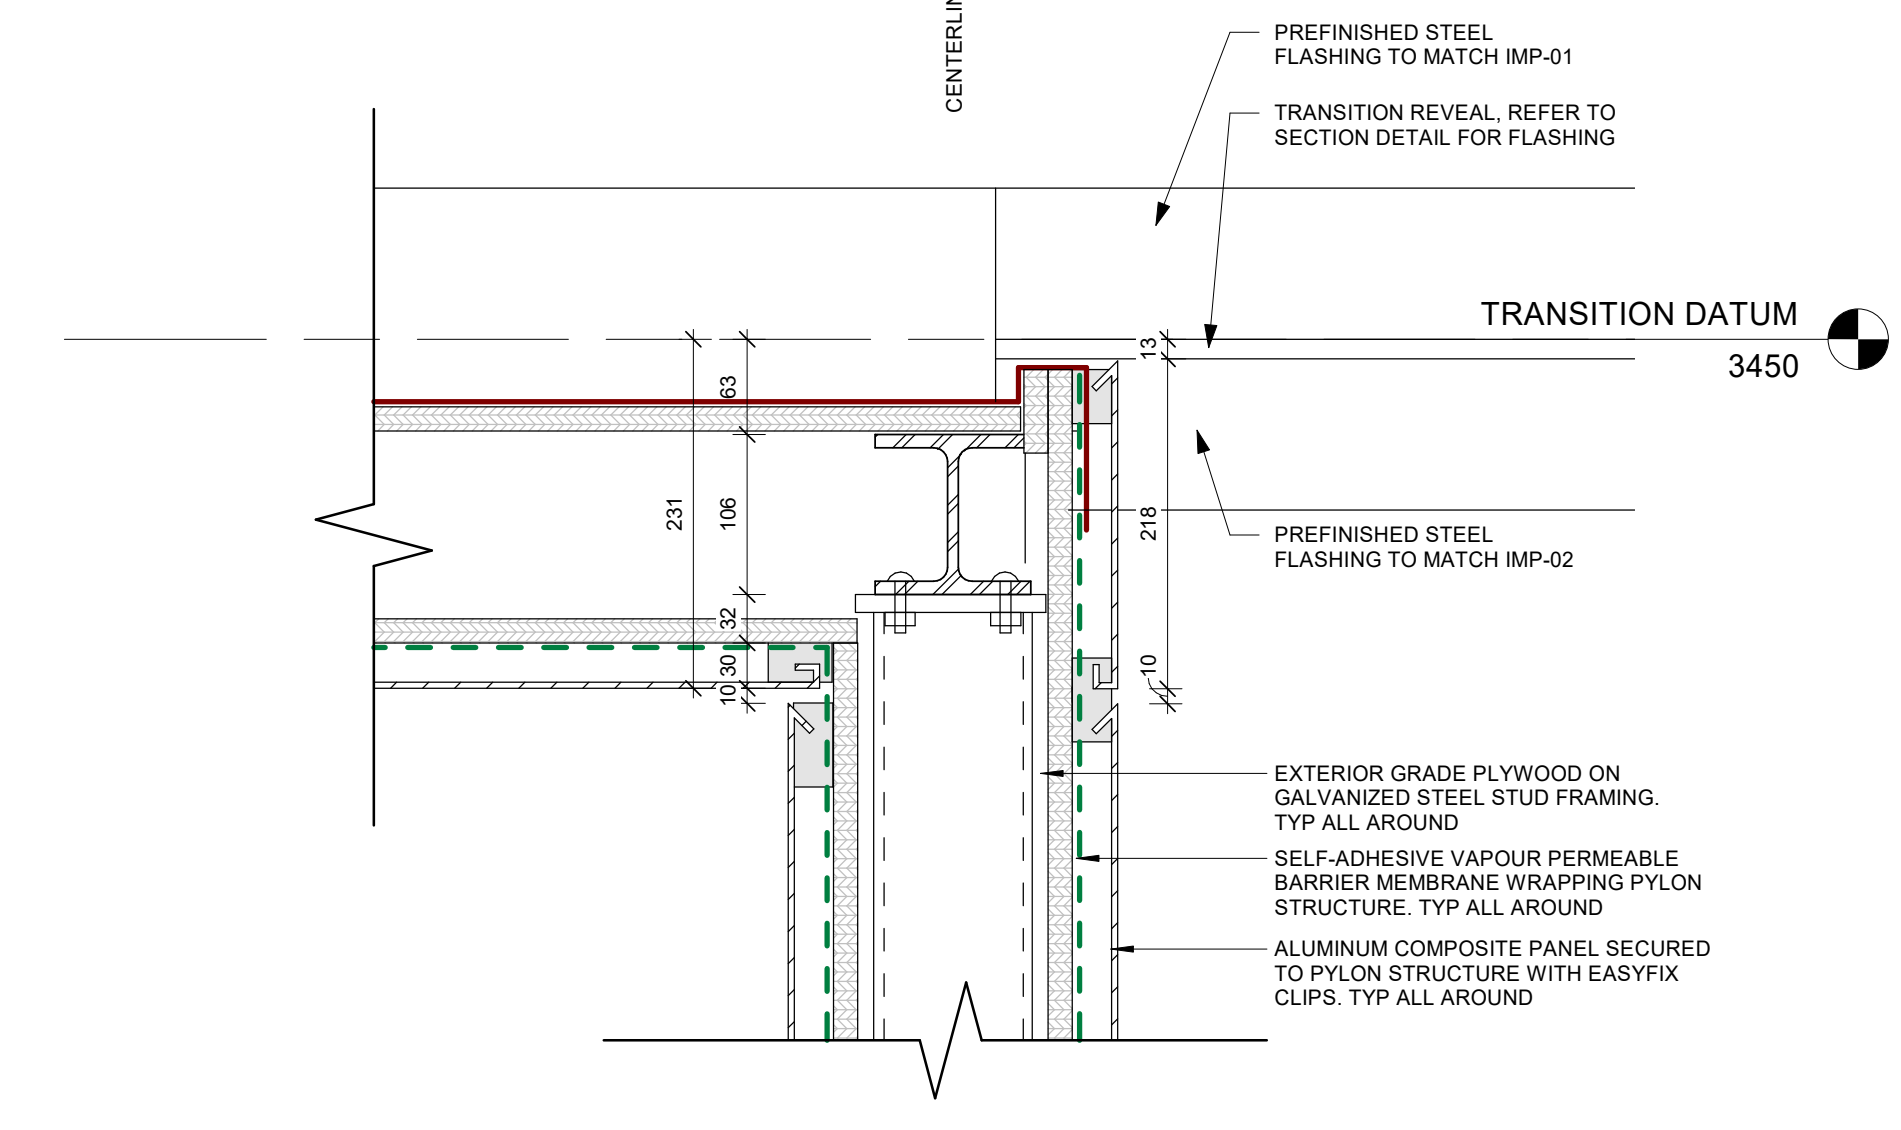 CENTERLIN
PREFINISHED STEEL
FLASHING TO MATCH IMP-01
TRANSITION REVEAL, REFER TO
SECTION DETAIL FOR FLASHING
TRANSITION DATUM
3450
13
63
231
106
218
PREFINISHED STEEL
FLASHING TO MATCH IMP-02
32
30
10
10
EXTERIOR GRADE PLYWOOD ON
GALVANIZED STEEL STUD FRAMING.
TYP ALL AROUND
SELF-ADHESIVE VAPOUR PERMEABLE
BARRIER MEMBRANE WRAPPING PYLON
STRUCTURE. TYP ALL AROUND
ALUMINUM COMPOSITE PANEL SECURED
TO PYLON STRUCTURE WITH EASYFIX
CLIPS. TYP ALL AROUND